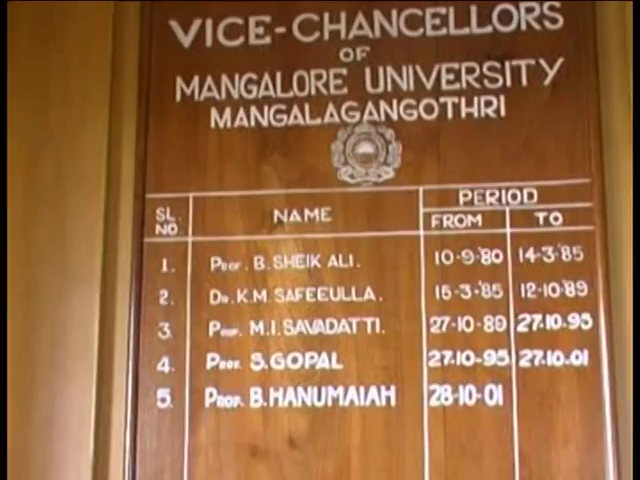 VICE-CHANCELLORS
OF
MANGALORE UNIVERSITY
MANGALAGANGOTHRI
SL. NO NAME PERIOD FROM TO
1. PROF. B. SHEIK ALI. 10-9-'80 14-3-'85
2. DR. K.M. SAFEEULLA. 15-3-'85 12-10-'89
3. PROF. M.I. SAVADATTI. 27-10-89 27.10.95
4. PROF. S. GOPAL 27-10-95 27.10.01
5. PROF. B. HANUMAIAH 28-10-01